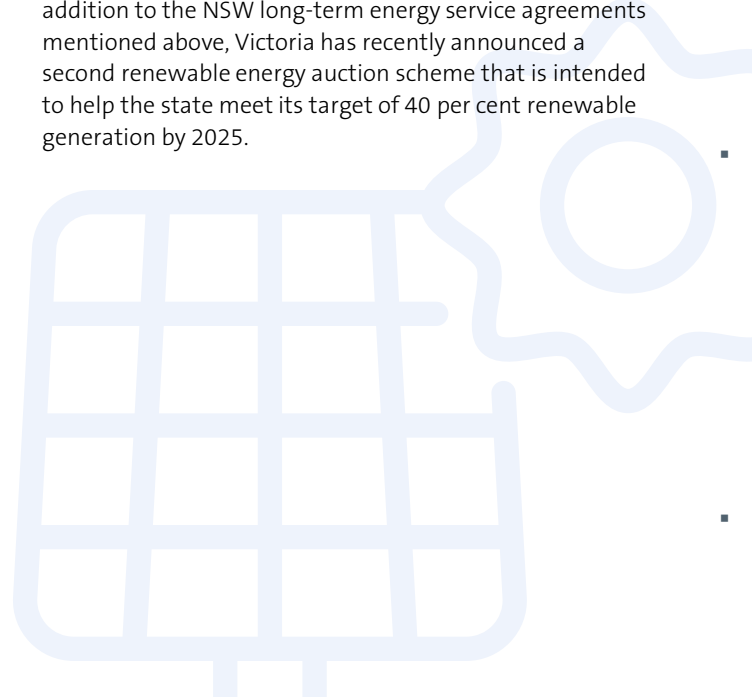 addition to the NSW long-term energy service agreements
mentioned above, Victoria has recently announced a
second renewable energy auction scheme that is intended
to help the state meet its target of 40 per cent renewable
generation by 2025.